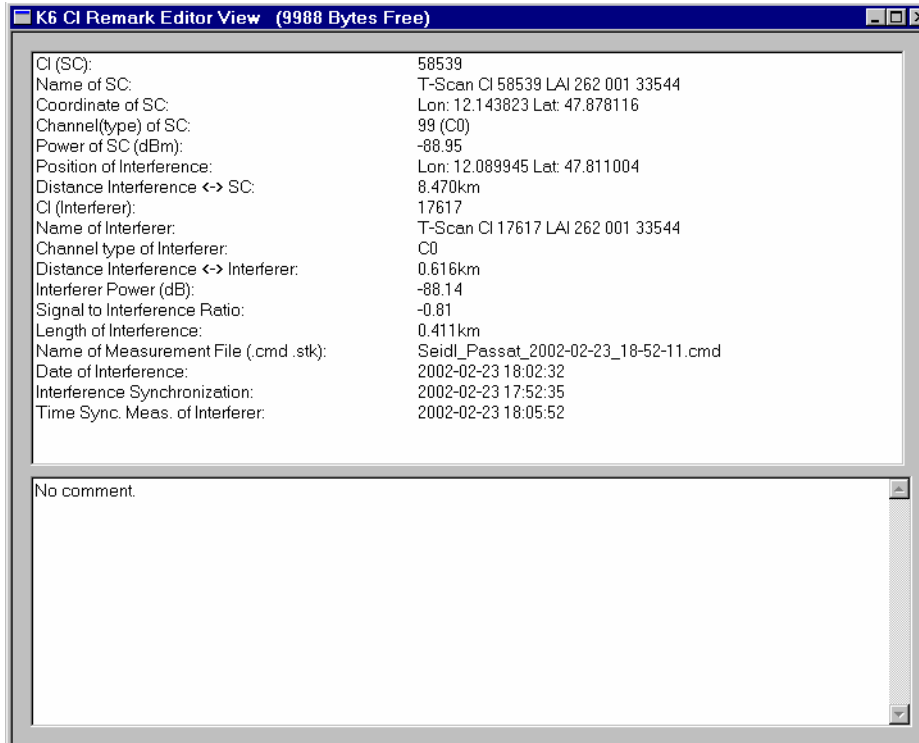 K6 CI Remark Editor View (9988 Bytes Free)
CI (SC): 58539
Name of SC: T-Scan CI 58539 LAI 262 001 33544
Coordinate of SC: Lon: 12.143823 Lat: 47.878116
Channel(type) of SC: 99 (C0)
Power of SC (dBm): -88.95
Position of Interference: Lon: 12.089945 Lat: 47.811004
Distance Interference <-> SC: 8.470km
CI (Interferer): 17617
Name of Interferer: T-Scan CI 17617 LAI 262 001 33544
Channel type of Interferer: C0
Distance Interference <-> Interferer: 0.616km
Interferer Power (dB): -88.14
Signal to Interference Ratio: -0.81
Length of Interference: 0.411km
Name of Measurement File (.cmd .stk): Seidl_Passat_2002-02-23_18-52-11.cmd
Date of Interference: 2002-02-23 18:02:32
Interference Synchronization: 2002-02-23 17:52:35
Time Sync. Meas. of Interferer: 2002-02-23 18:05:52
No comment.